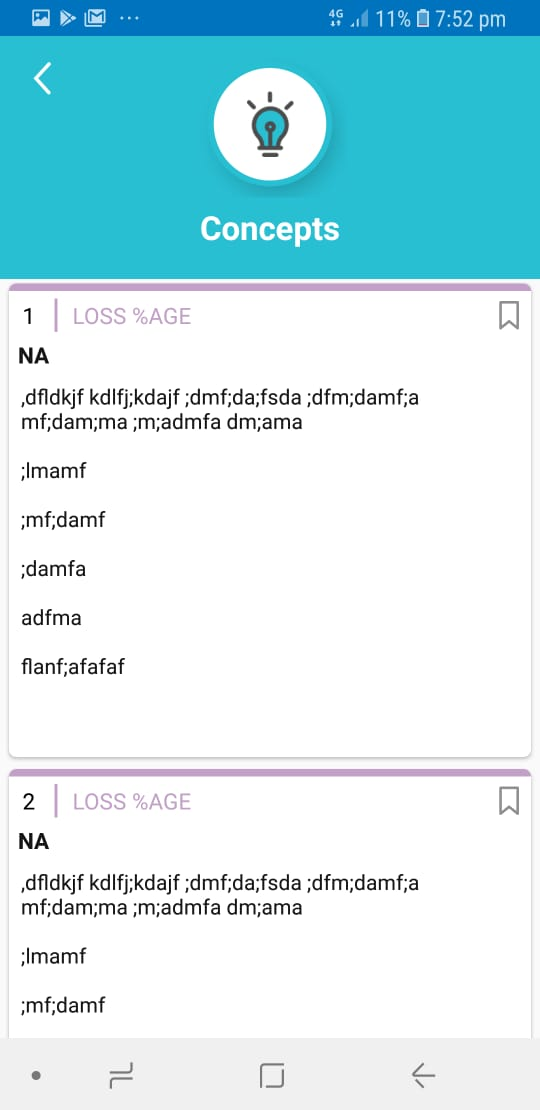 4G 11% 7:52 pm
Concepts
1 LOSS %AGE
NA
,dfldkjf kdlfj;kdajf ;dmf;da;fsda ;dfm;damf;a
mf;dam;ma ;m;admfa dm;ama
;lmamf
;mf;damf
;damfa
adfma
flanf;afafaf
2 LOSS %AGE
NA
,dfldkjf kdlfj;kdajf ;dmf;da;fsda ;dfm;damf;a
mf;dam;ma ;m;admfa dm;ama
;lmamf
;mf;damf